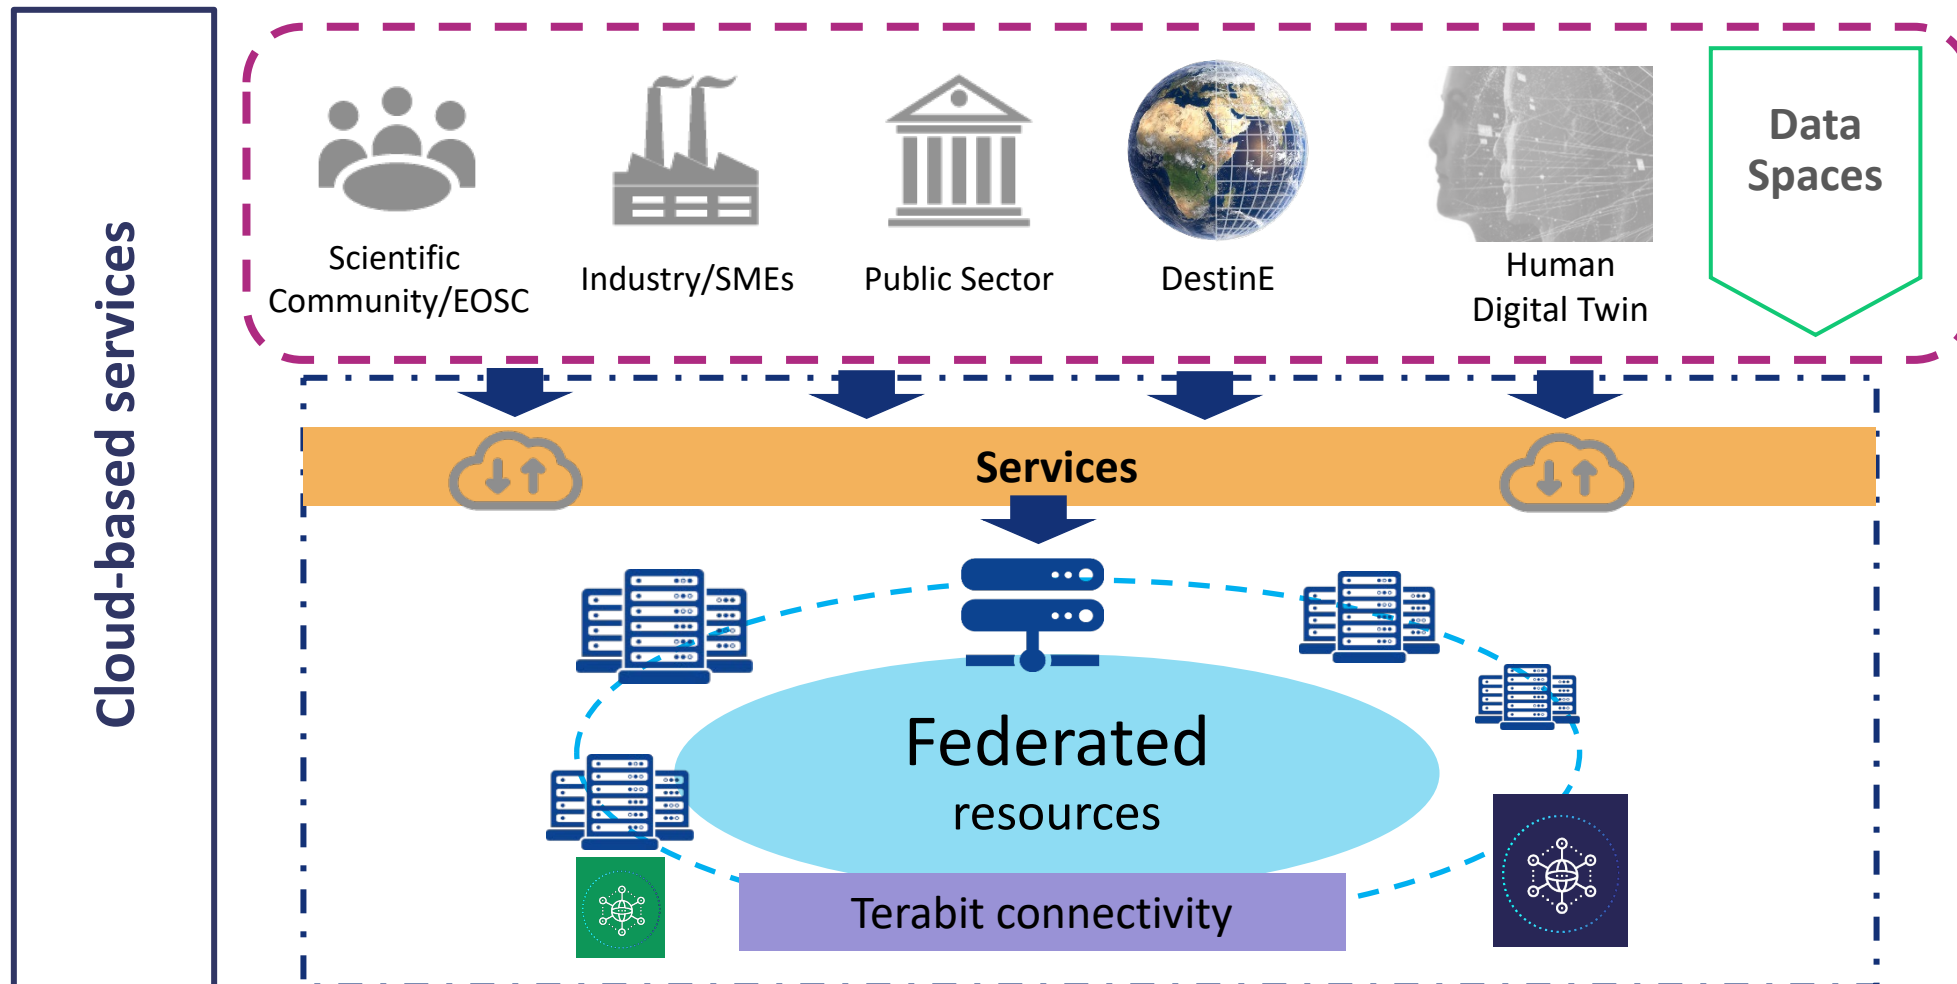 Cloud-based services
Scientific
Community/EOSC
Industry/SMEs
Public Sector
DestinE
Human
Digital Twin
Data
Spaces
Services
Federated
resources
Terabit connectivity